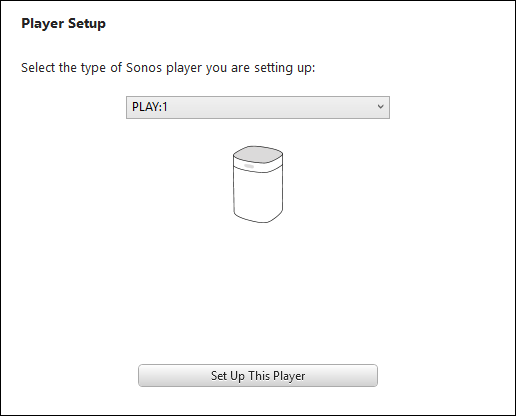 Player Setup
Select the type of Sonos player you are setting up:
PLAY:1
Set Up This Player